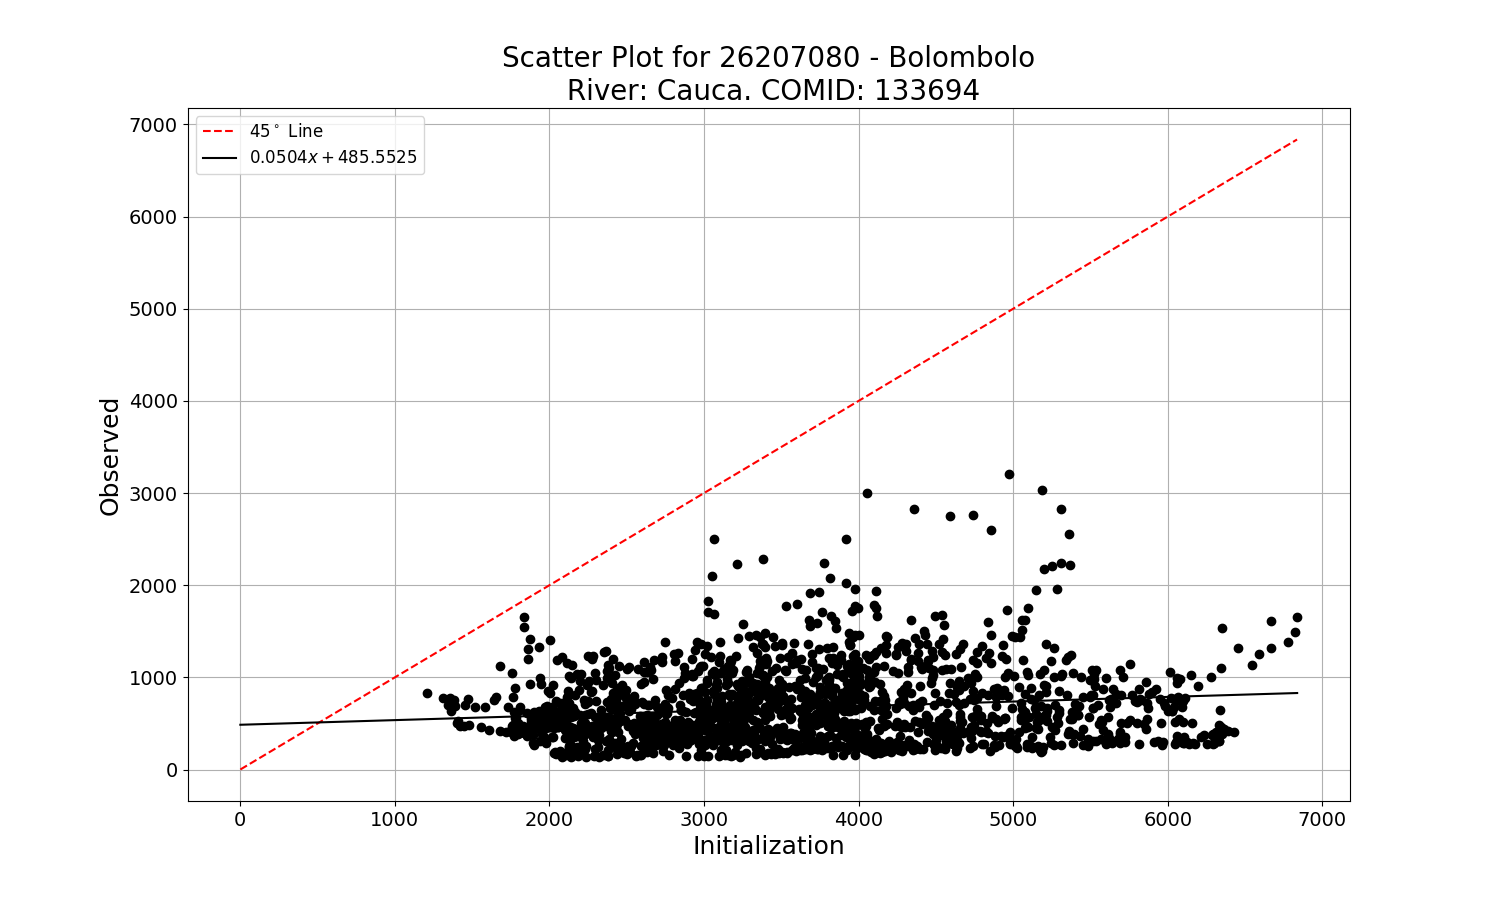 Scatter Plot for 26207080 - Bolombolo
River: Cauca. COMID: 133694
45° Line
0.0504x + 485.5525
Observed
7000
6000
5000
4000
3000
2000
1000
0
0 1000 2000 3000 4000 5000 6000 7000
Initialization